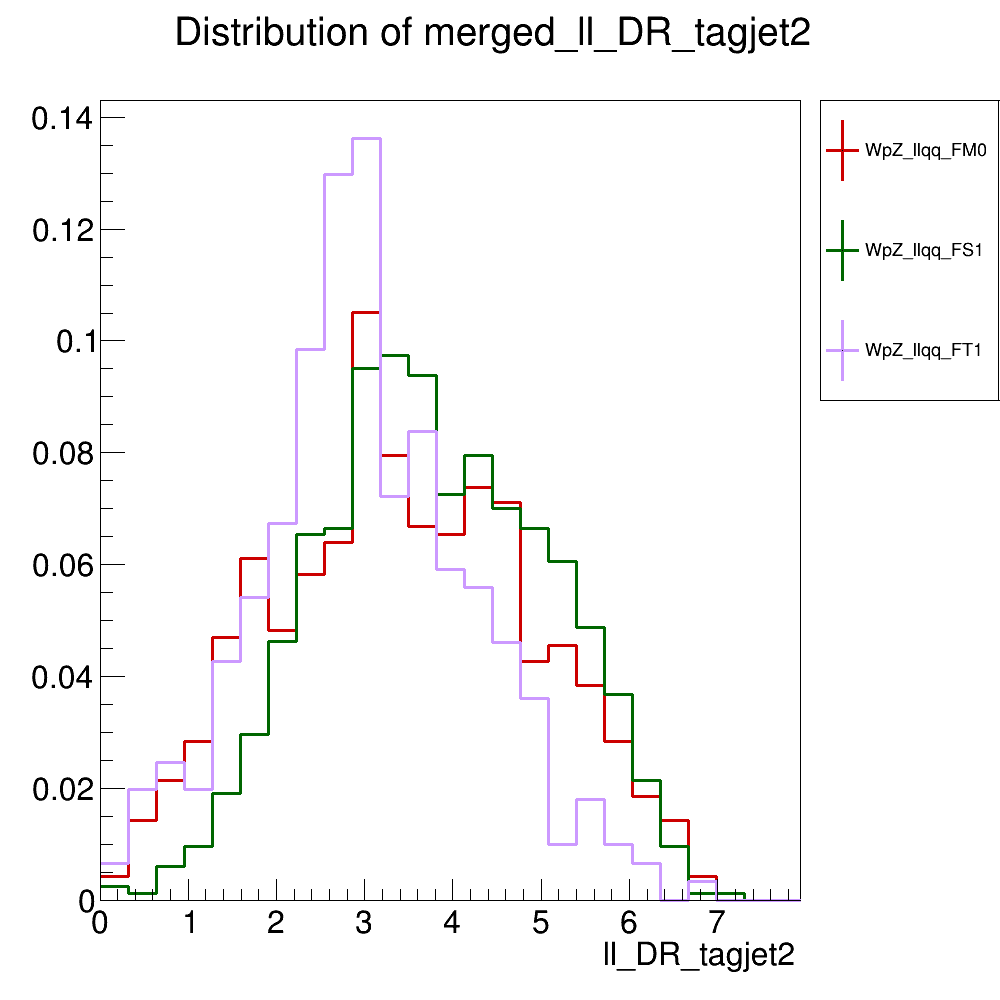 Distribution of merged_ll_DR_tagjet2
0.14
0.12
0.1
0.08
0.06
0.04
0.02
0
0 1 2 3 4 5 6 7
ll_DR_tagjet2
WpZ_llqq_FM0
WpZ_llqq_FS1
WpZ_llqq_FT1